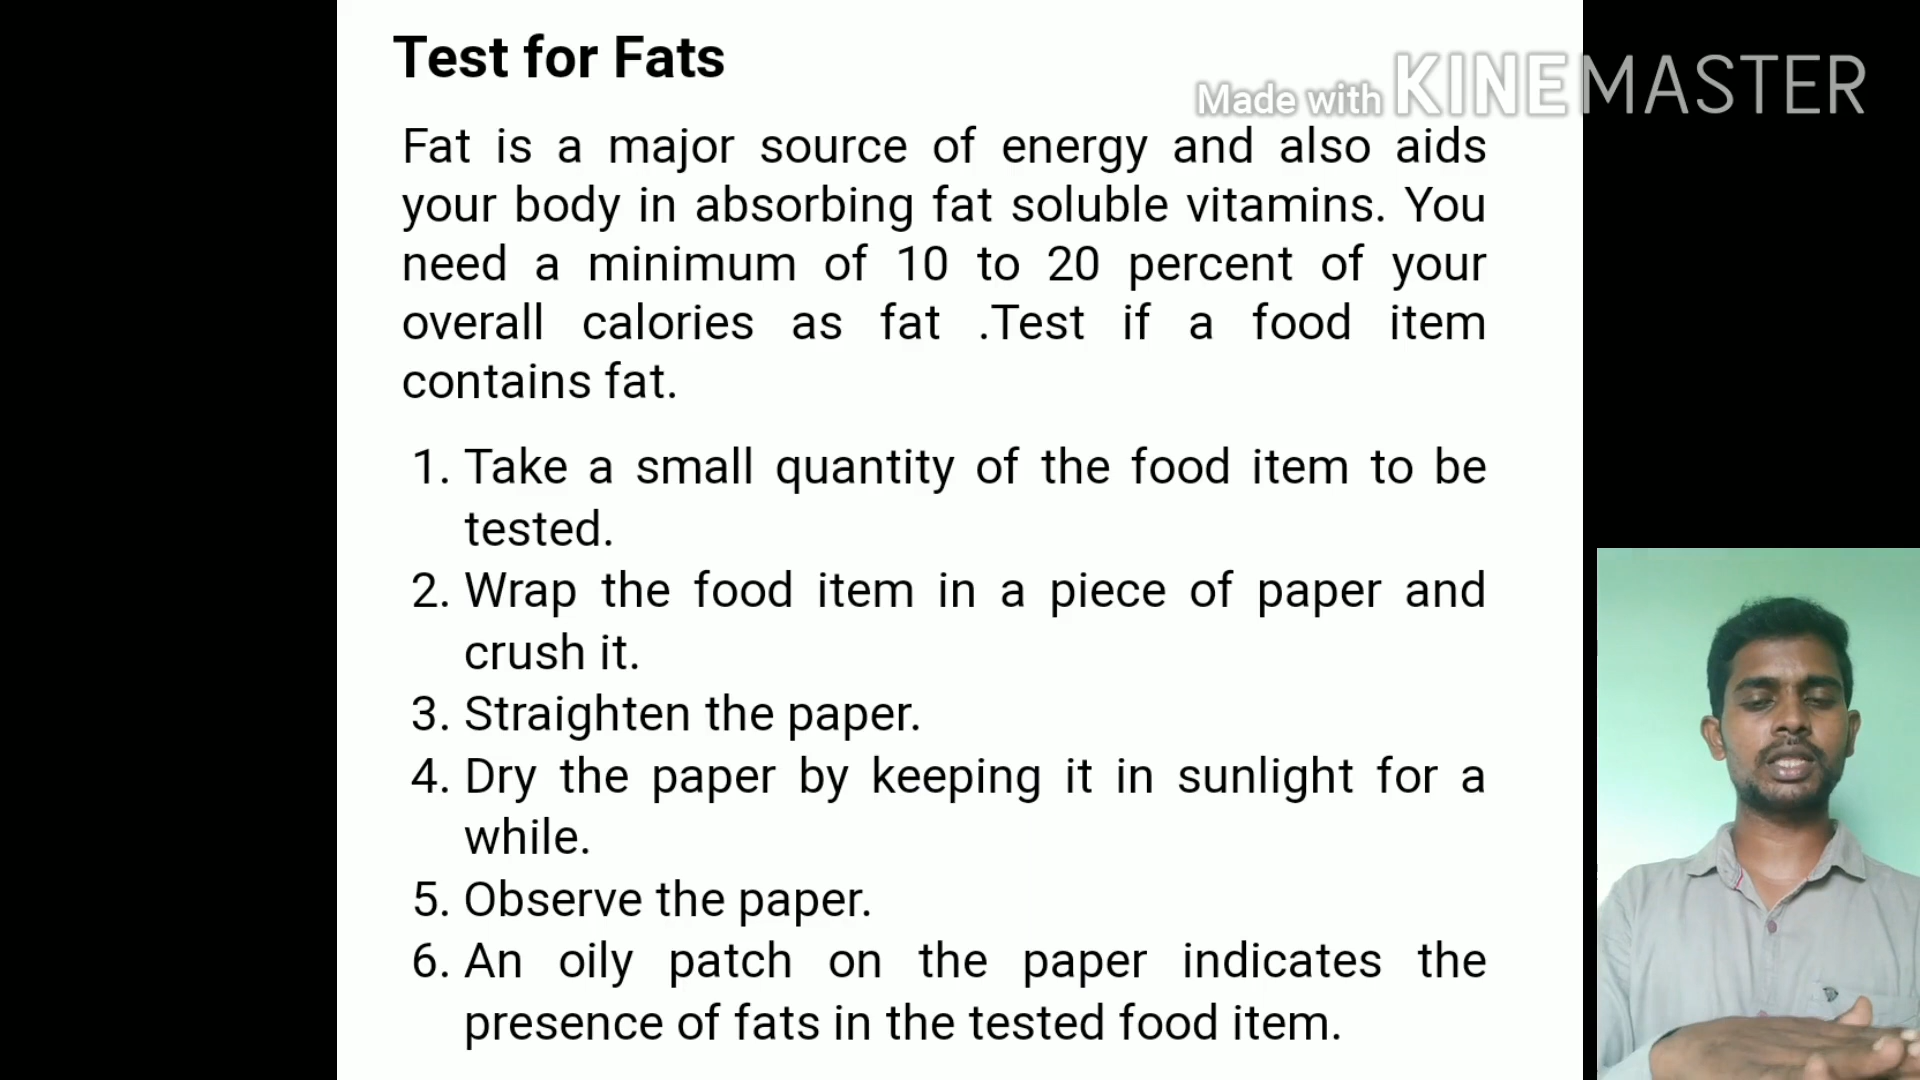 Test for Fats
Made with KINEMASTER
Fat is a major source of energy and also aids
your body in absorbing fat soluble vitamins. You
need a minimum of 10 to 20 percent of your
overall calories as fat .Test if a food item
contains fat.
1. Take a small quantity of the food item to be
tested.
2. Wrap the food item in a piece of paper and
crush it.
3. Straighten the paper.
4. Dry the paper by keeping it in sunlight for a
while.
5. Observe the paper.
6. An oily patch on the paper indicates the
presence of fats in the tested food item.